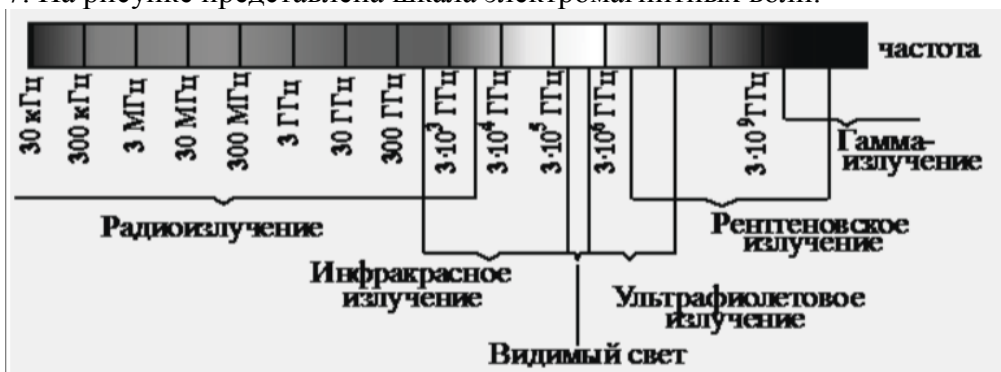 7. На рисунке представлена шкала электромагнитных волн.
частота
30 кГц
300 кГц
3 МГц
30 МГц
300 МГц
3 ГГц
30 ГГц
300 ГГц
3·10³ ГГц
3·10⁴ ГГц
3·10⁵ ГГц
3·10⁶ ГГц
3·10⁹ГГц
Гамма-
излучение
Радиоизлучение
Рентгеновское
излучение
Инфракрасное
излучение
Ультрафиолетовое
излучение
Видимый свет